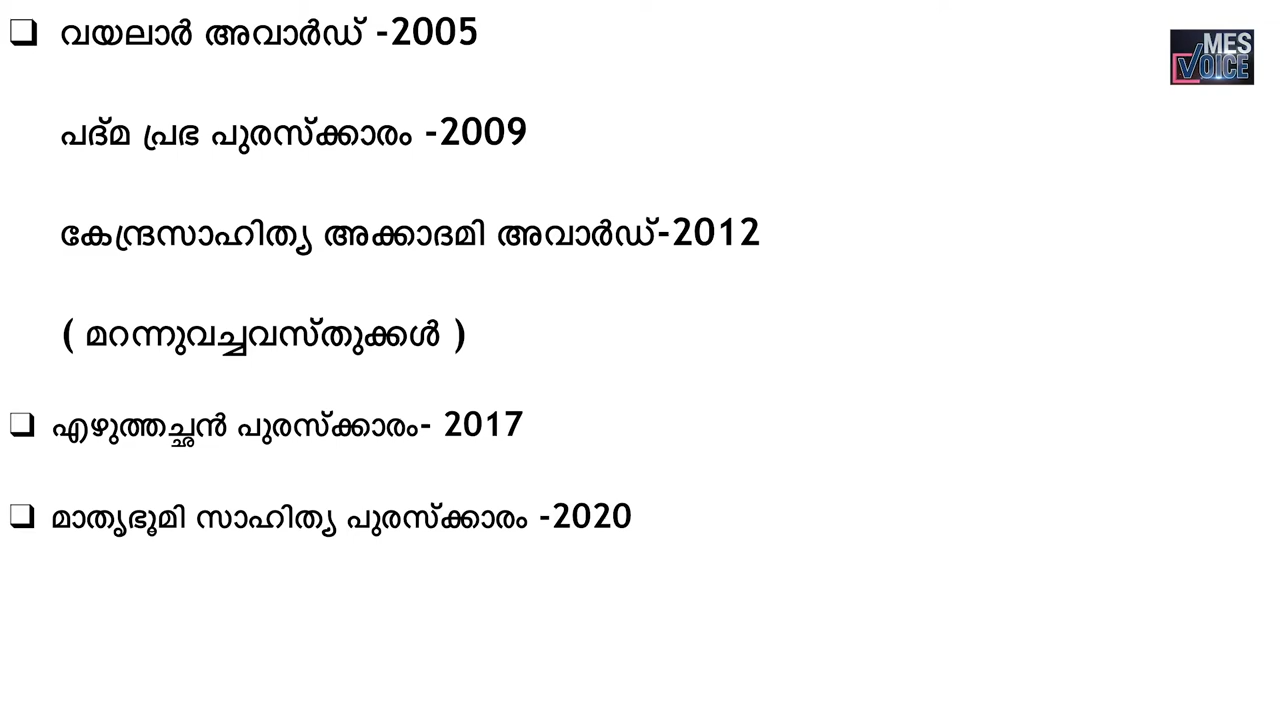 വയലാർ അവാർഡ് -2005
MES
VOICE
പദ്മ പ്രഭ പുരസ്ക്കാരം -2009
കേന്ദ്രസാഹിത്യ അക്കാദമി അവാർഡ്-2012
( മറന്നുവച്ചവസ്തുക്കൾ )
എഴുത്തച്ഛൻ പുരസ്ക്കാരം- 2017
മാതൃഭൂമി സാഹിത്യ പുരസ്ക്കാരം -2020